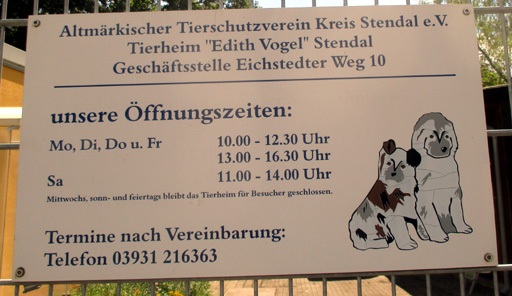 Altmärkischer Tierschutzverein Kreis Stendal e.V.
Tierheim "Edith Vogel" Stendal
Geschäftsstelle Eichstedter Weg 10
unsere Öffnungszeiten:
Mo, Di, Do u. Fr 10.00 - 12.30 Uhr
13.00 - 16.30 Uhr
Sa 11.00 - 14.00 Uhr
Mittwochs, sonn- und feiertags bleibt das Tierheim für Besucher geschlossen.
Termine nach Vereinbarung:
Telefon 03931 216363